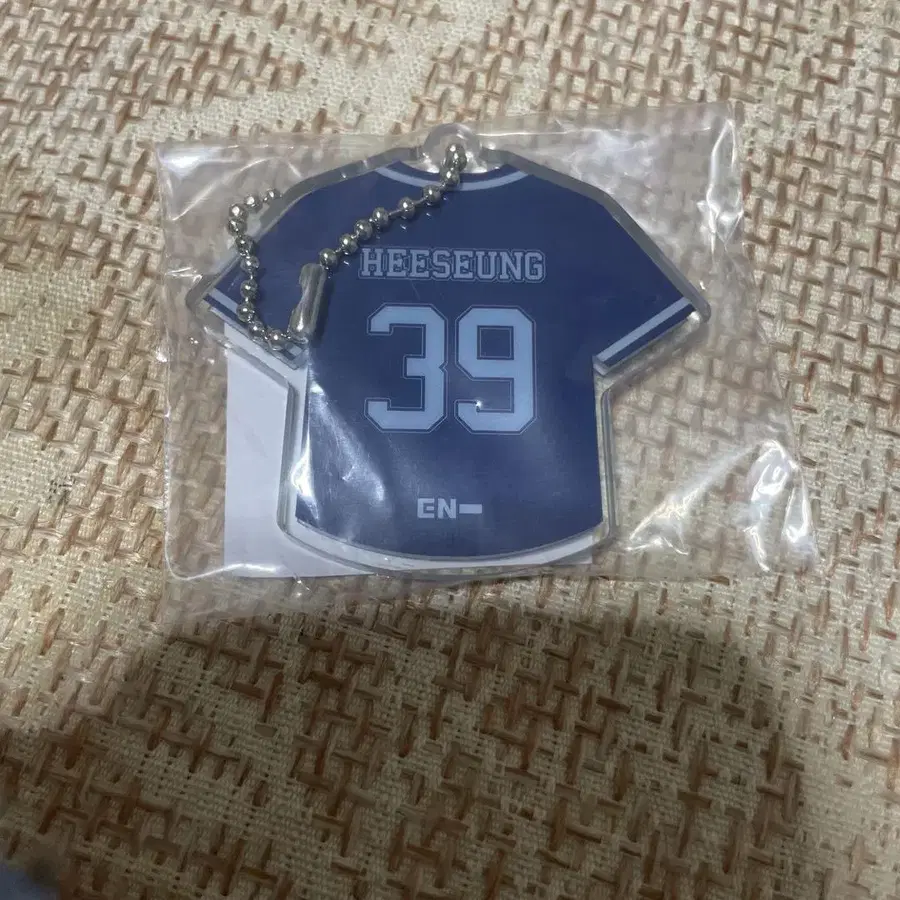 HEESEUNG
39
EN-